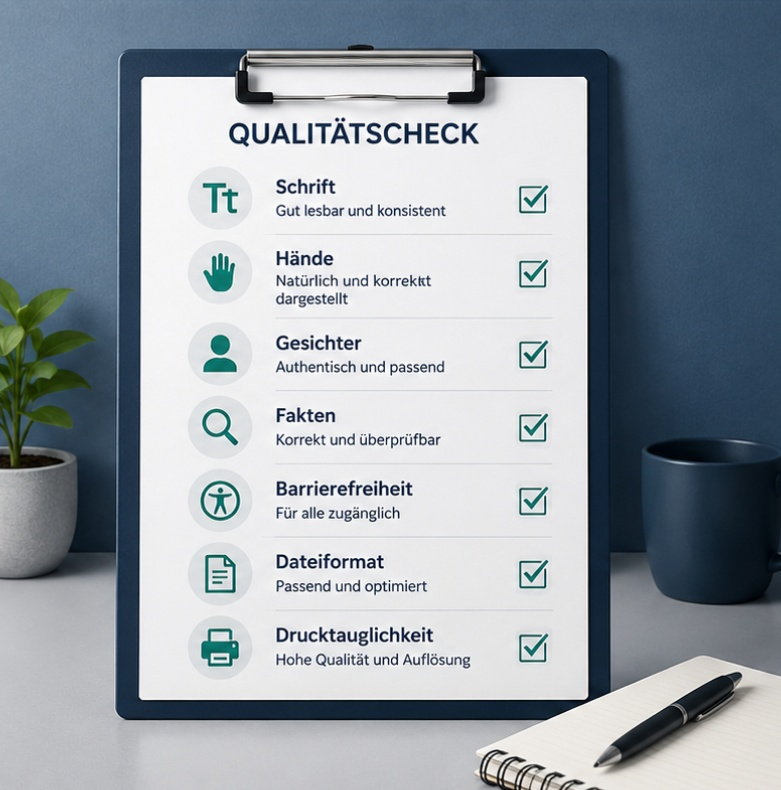 QUALITÄTSCHECK
Tt
Schrift
Gut lesbar und konsistent
Hände
Natürlich und korrekkt
dargestellt
Gesichter
Authentisch und passend
Fakten
Korrekt und überprüfbar
Barrierefreiheit
Für alle zugänglich
Dateiformat
Passend und optimiert
Drucktauglichkeit
Hohe Qualität und Auflösung